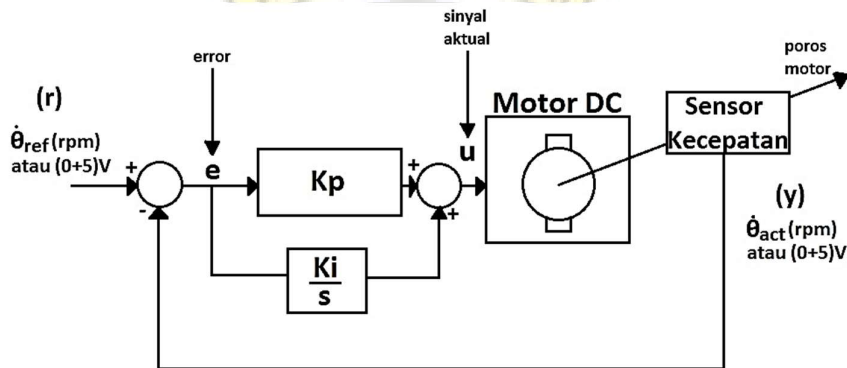 sinyal
aktual
error
poros
motor
(r)
θ̇ref (rpm)
atau (0+5)V
+
-
e
Kp
+
+
u
Motor DC
Sensor
Kecepatan
(y)
θ̇act (rpm)
atau (0+5)V
Ki
s